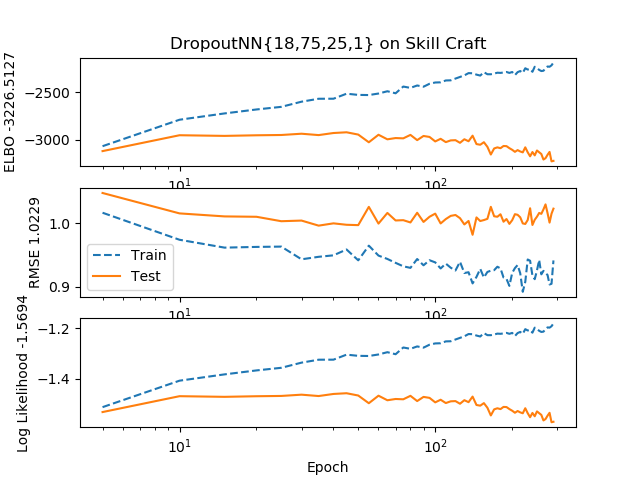 DropoutNN{18,75,25,1} on Skill Craft
ELBO -3226.5127
−2500
−3000
10¹
10²
RMSE 1.0229
1.0
0.9
Train
Test
10¹
10²
Log Likelihood -1.5694
−1.2
−1.4
10¹
10²
Epoch